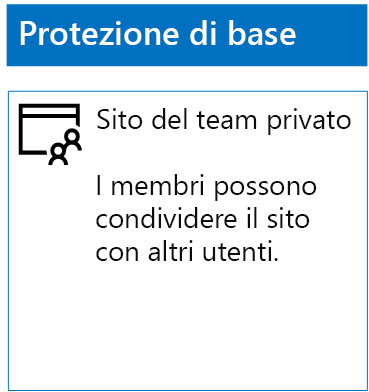 Protezione di base
Sito del team privato
I membri possono
condividere il sito
con altri utenti.